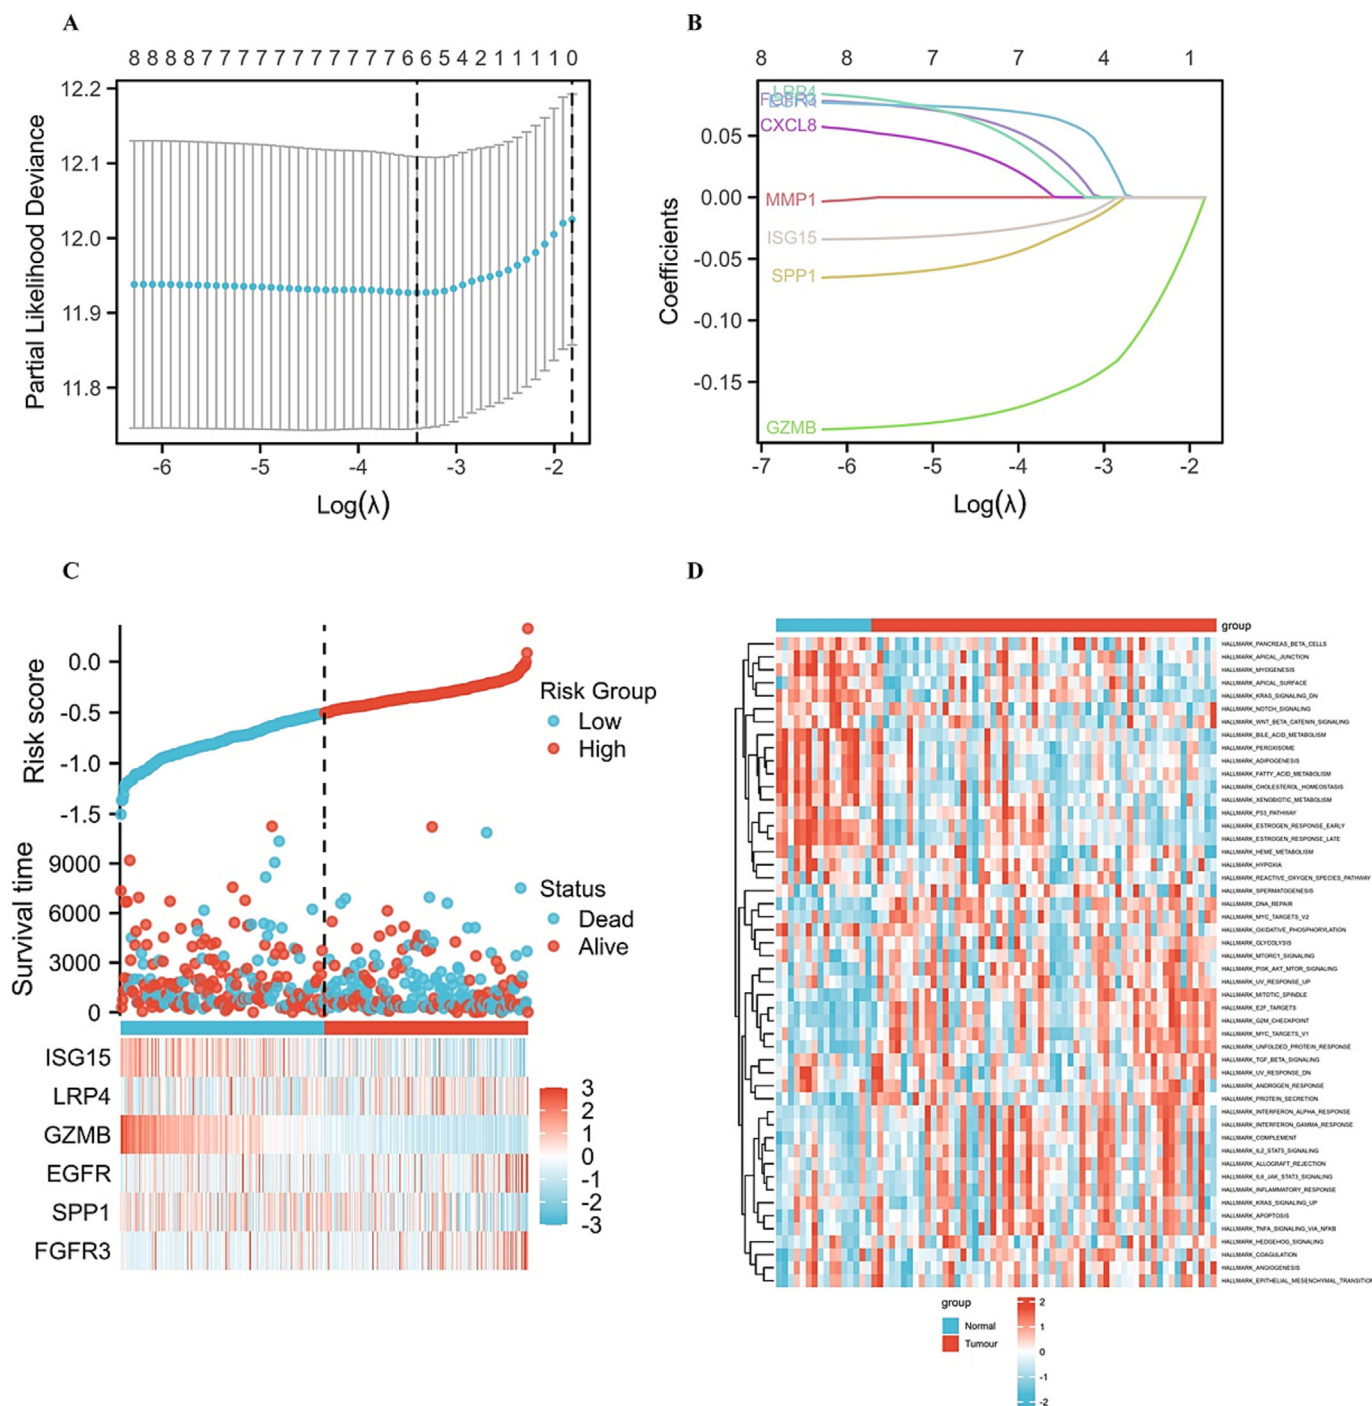 A
8 8 8 8 7 7 7 7 7 7 7 7 7 7 7 6 6 5 4 2 1 1 1 1 0
Partial Likelihood Deviance
12.2
12.1
12.0
11.9
11.8
-6 -5 -4 -3 -2
Log(λ)
B
8 8 7 7 4 1
Coefficients
0.05
0.00
-0.05
-0.10
-0.15
LRP4
FGFR3
EGFR
CXCL8
MMP1
ISG15
SPP1
GZMB
-7 -6 -5 -4 -3 -2
Log(λ)
C
Risk score
0.0
-0.5
-1.0
-1.5
Risk Group
Low
High
Survival time
9000
6000
3000
0
Status
Dead
Alive
ISG15
LRP4
GZMB
EGFR
SPP1
FGFR3
3
2
1
0
-1
-2
-3
D
group
HALLMARK_PANCREAS_BETA_CELLS
HALLMARK_APICAL_JUNCTION
HALLMARK_MYOGENESIS
HALLMARK_APICAL_SURFACE
HALLMARK_KRAS_SIGNALING_DN
HALLMARK_NOTCH_SIGNALING
HALLMARK_WNT_BETA_CATENIN_SIGNALING
HALLMARK_BILE_ACID_METABOLISM
HALLMARK_PEROXISOME
HALLMARK_ADIPOGENESIS
HALLMARK_FATTY_ACID_METABOLISM
HALLMARK_CHOLESTEROL_HOMEOSTASIS
HALLMARK_XENOBIOTIC_METABOLISM
HALLMARK_P53_PATHWAY
HALLMARK_ESTROGEN_RESPONSE_EARLY
HALLMARK_ESTROGEN_RESPONSE_LATE
HALLMARK_HEME_METABOLISM
HALLMARK_HYPOXIA
HALLMARK_REACTIVE_OXYGEN_SPECIES_PATHWAY
HALLMARK_SPERMATOGENESIS
HALLMARK_DNA_REPAIR
HALLMARK_MYC_TARGETS_V2
HALLMARK_OXIDATIVE_PHOSPHORYLATION
HALLMARK_GLYCOLYSIS
HALLMARK_MTORC1_SIGNALING
HALLMARK_PI3K_AKT_MTOR_SIGNALING
HALLMARK_UV_RESPONSE_UP
HALLMARK_MITOTIC_SPINDLE
HALLMARK_E2F_TARGETS
HALLMARK_G2M_CHECKPOINT
HALLMARK_MYC_TARGETS_V1
HALLMARK_UNFOLDED_PROTEIN_RESPONSE
HALLMARK_TGF_BETA_SIGNALING
HALLMARK_UV_RESPONSE_DN
HALLMARK_ANDROGEN_RESPONSE
HALLMARK_PROTEIN_SECRETION
HALLMARK_INTERFERON_ALPHA_RESPONSE
HALLMARK_INTERFERON_GAMMA_RESPONSE
HALLMARK_COMPLEMENT
HALLMARK_IL2_STAT5_SIGNALING
HALLMARK_ALLOGRAFT_REJECTION
HALLMARK_IL6_JAK_STAT3_SIGNALING
HALLMARK_INFLAMMATORY_RESPONSE
HALLMARK_KRAS_SIGNALING_UP
HALLMARK_APOPTOSIS
HALLMARK_TNFA_SIGNALING_VIA_NFKB
HALLMARK_HEDGEHOG_SIGNALING
HALLMARK_COAGULATION
HALLMARK_ANGIOGENESIS
HALLMARK_EPITHELIAL_MESENCHYMAL_TRANSITION
group
Normal
Tumour
2
1
0
-1
-2